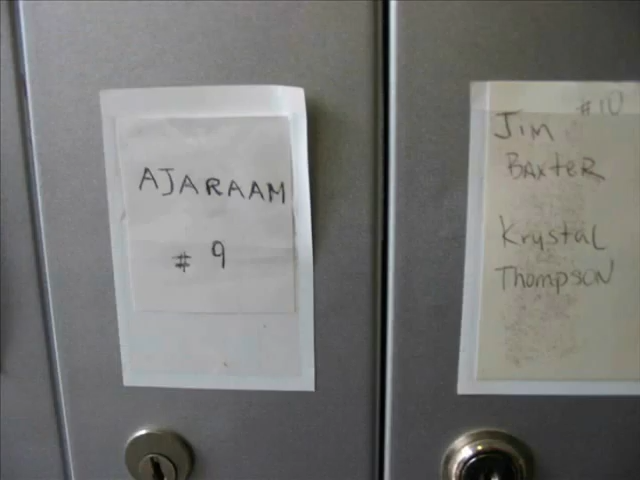 AJARAAM
# 9
#10
Jim
BAXTER
Krystal
Thompson